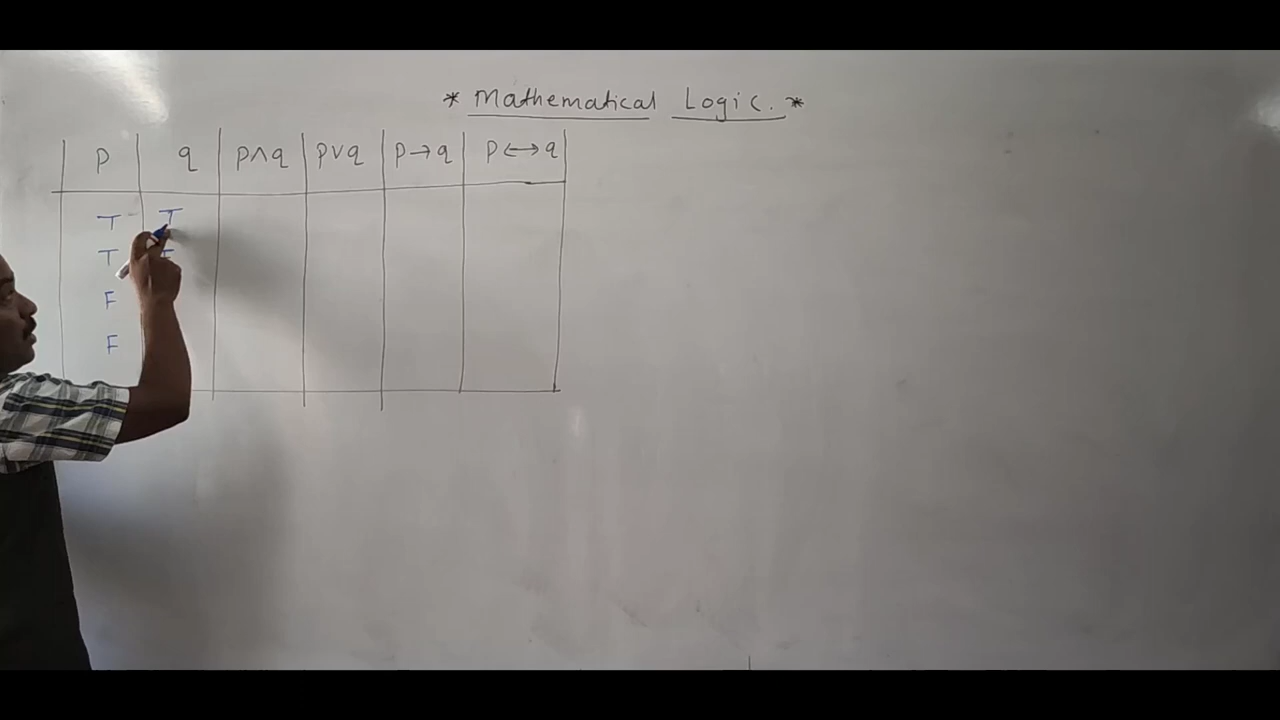 * Mathematical Logic. *
p q p∧q p∨q p→q p↔q
T T
T
F
F